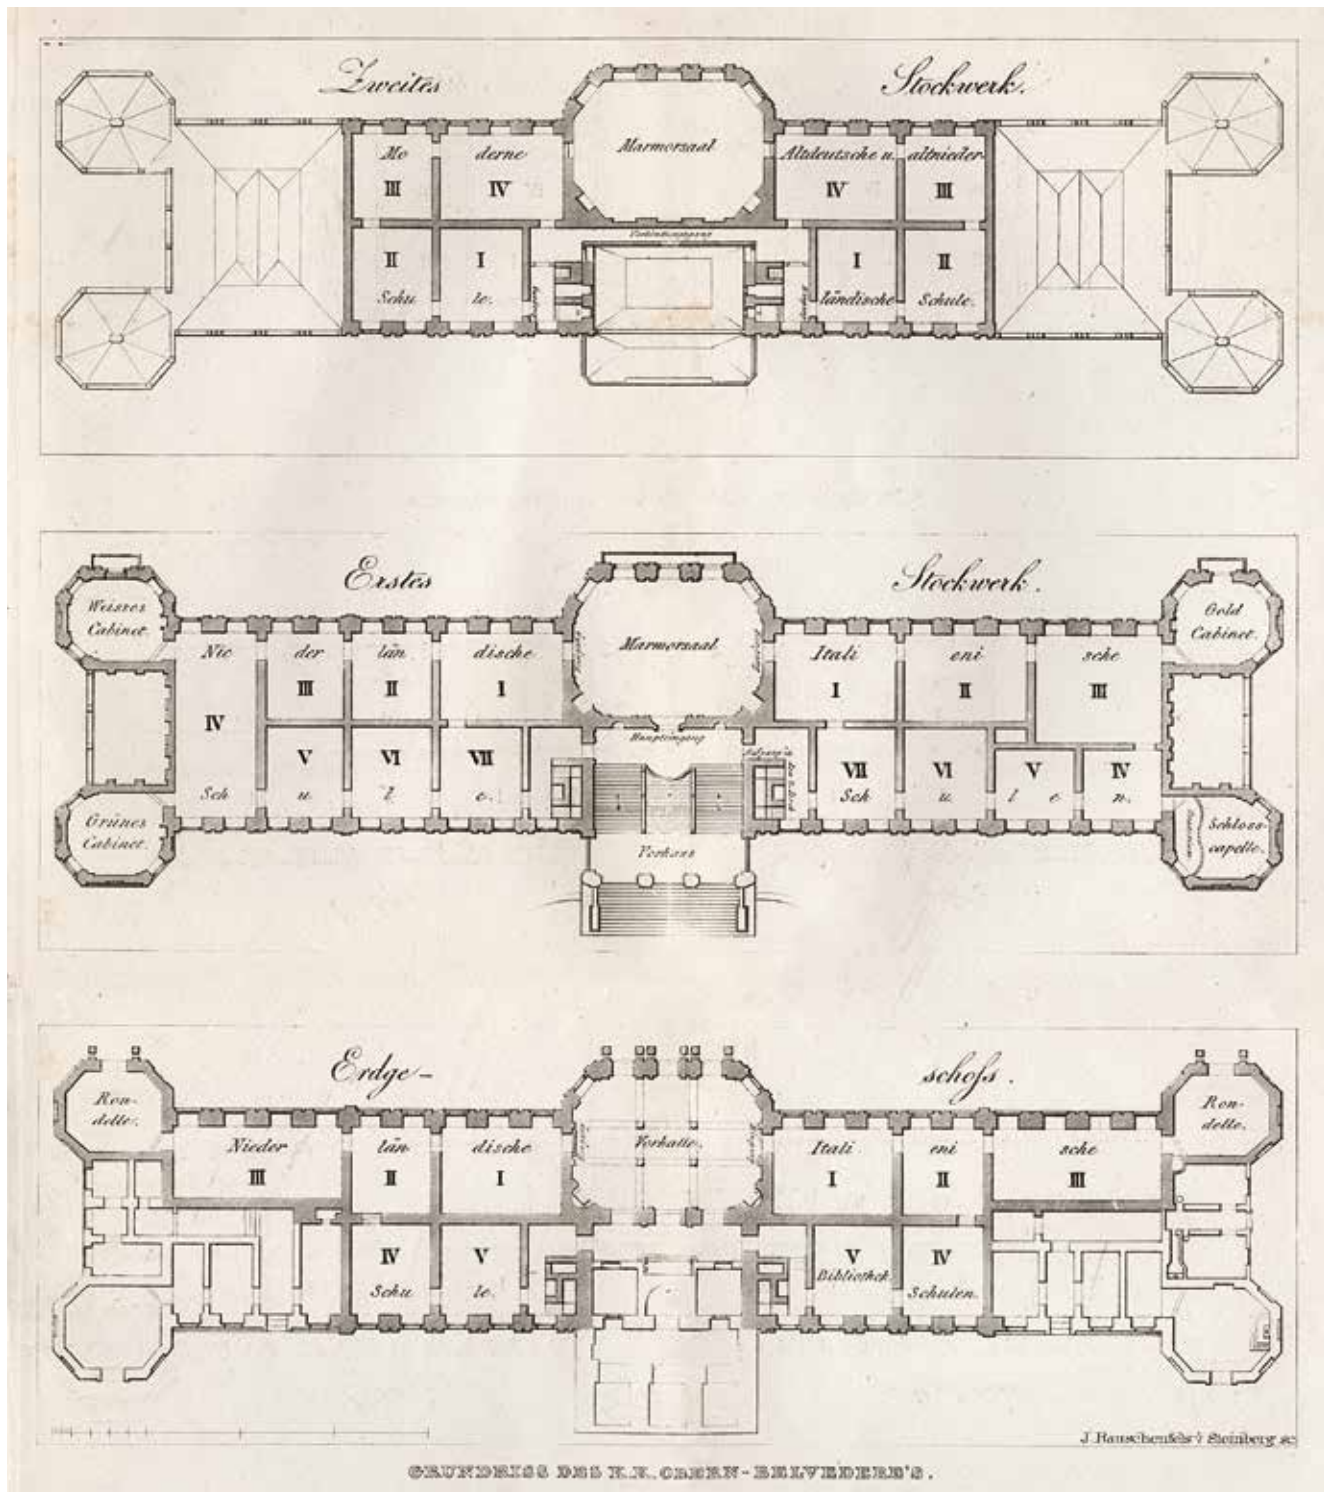 Zweites Stockwerk.
Mo derne Marmorsaal Altdeutsche u. altnieder-
III IV IV III
Verbindungsgang
II I I II
Schu le. ländische Schule.
Erstes Stockwerk.
Weisses Cabinet. Gold Cabinet.
Nie der län dische Marmorsaal Itali eni sche
III II I I II III
IV
Haupteingang
V VI VII VII VI V IV
Sch u l e. Sch u l e n.
Grünes Cabinet. Vorhaus Schloss-capelle.
Erdge- schoſs.
Ron-delle. Ron-delle.
Nieder län dische Vorhalle. Itali eni sche
III II I I II III
IV V V IV
Schu le. Bibliothek. Schulen.
J. Rauschenfels v Steinberg sc:
GRUNDRISS DES K.K. OBERN-BELVEDERE'S.